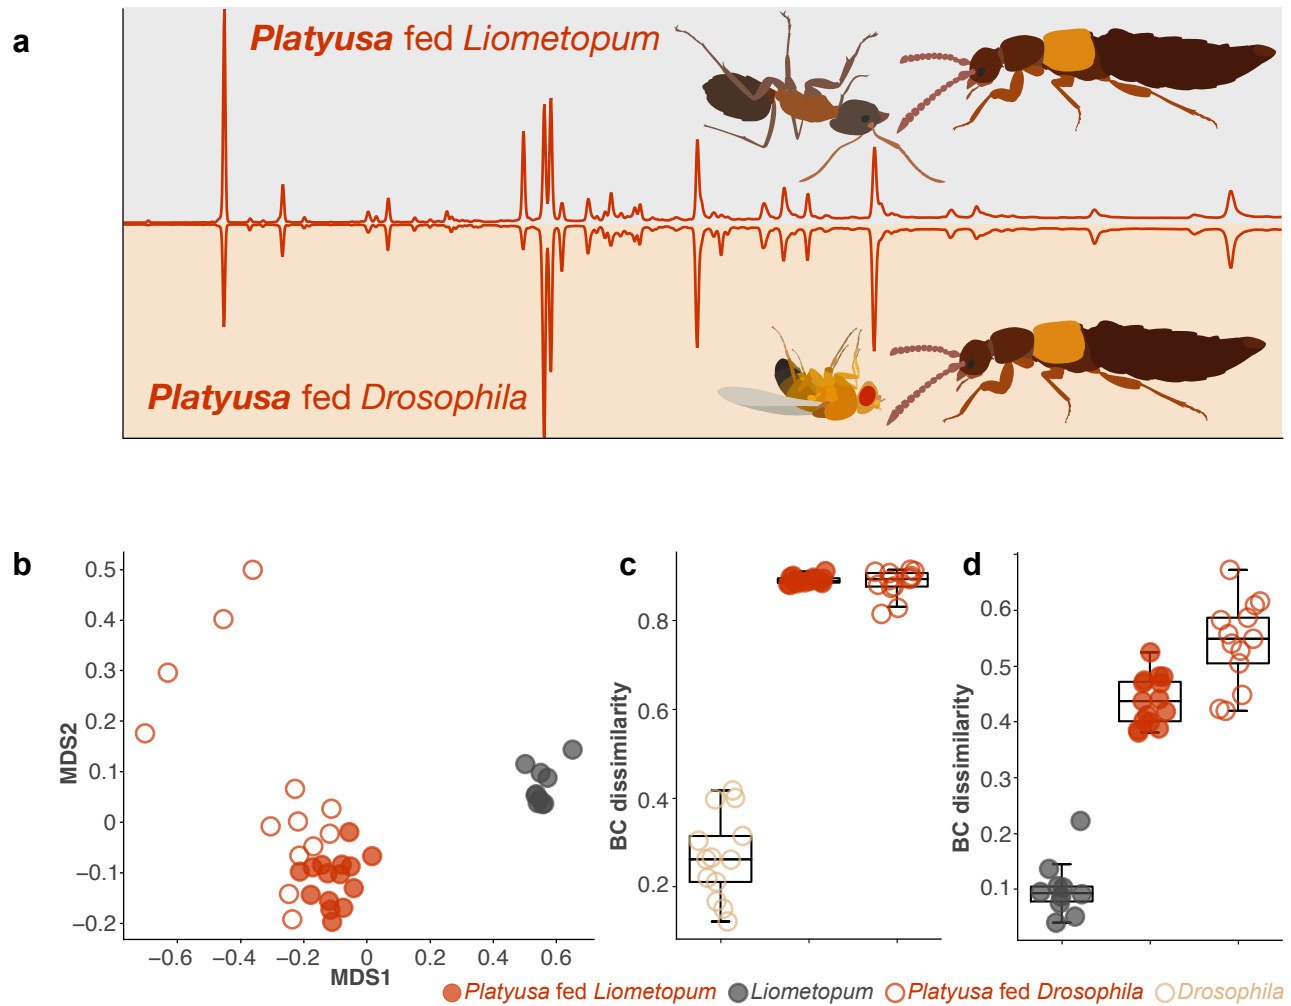 a
Platyusa fed Liometopum
Platyusa fed Drosophila
b
0.5
0.4
0.3
0.2
0.1
0
−0.1
−0.2
MDS2
−0.6 −0.4 −0.2 0 0.2 0.4 0.6
MDS1
c
0.8
0.6
0.4
0.2
BC dissimilarity
d
0.6
0.5
0.4
0.3
0.2
0.1
BC dissimilarity
Platyusa fed Liometopum Liometopum Platyusa fed Drosophila Drosophila